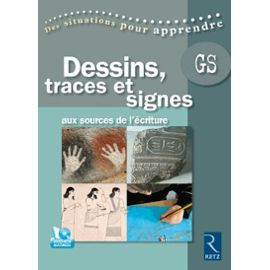 Des situations pour apprendre
GS
Dessins,
traces et
signes
aux sources de l'écriture
RETZ